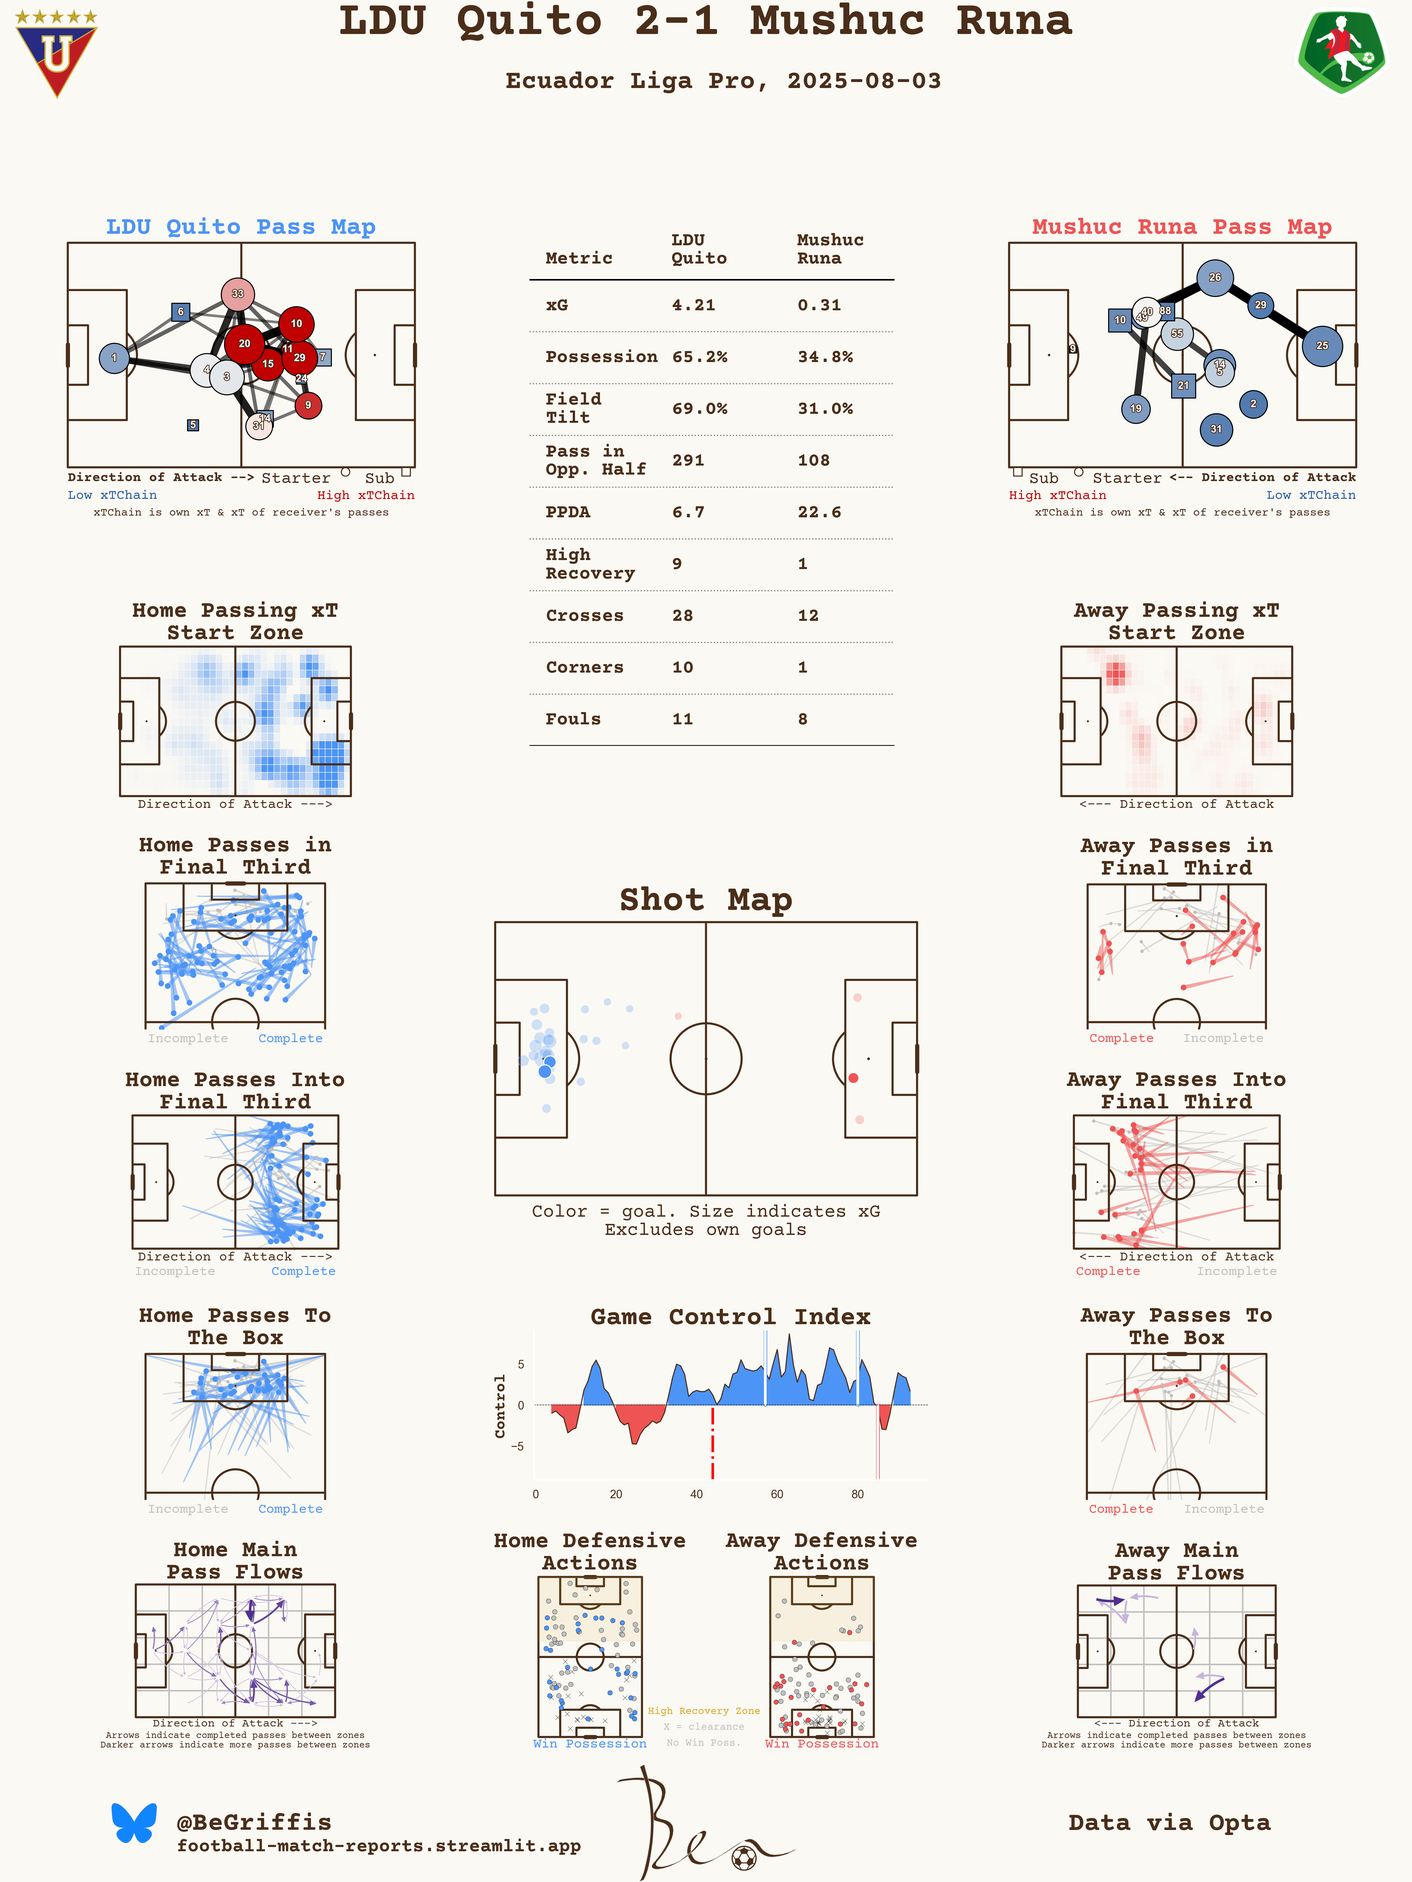 LDU Quito 2-1 Mushuc Runa
Ecuador Liga Pro, 2025-08-03
U
LDU Quito Pass Map
33
6
10
20
11
1
15
29
7
4
3
24
9
14
31
5
Direction of Attack --> Starter Sub
Low xTChain High xTChain
xTChain is own xT & xT of receiver's passes
Metric LDU Quito Mushuc Runa
xG 4.21 0.31
Possession 65.2% 34.8%
Field Tilt 69.0% 31.0%
Pass in Opp. Half 291 108
PPDA 6.7 22.6
High Recovery 9 1
Crosses 28 12
Corners 10 1
Fouls 11 8
Mushuc Runa Pass Map
26
29
10
49
40
88
55
25
9
14
5
21
19
2
31
Sub Starter <-- Direction of Attack
High xTChain Low xTChain
xTChain is own xT & xT of receiver's passes
Home Passing xT
Start Zone
Direction of Attack --->
Away Passing xT
Start Zone
<--- Direction of Attack
Home Passes in
Final Third
Incomplete Complete
Away Passes in
Final Third
Complete Incomplete
Shot Map
Color = goal. Size indicates xG
Excludes own goals
Home Passes Into
Final Third
Direction of Attack --->
Incomplete Complete
Away Passes Into
Final Third
<--- Direction of Attack
Complete Incomplete
Home Passes To
The Box
Incomplete Complete
Game Control Index
Control
5
0
−5
0 20 40 60 80
Away Passes To
The Box
Complete Incomplete
Home Main
Pass Flows
Direction of Attack --->
Arrows indicate completed passes between zones
Darker arrows indicate more passes between zones
Home Defensive
Actions
Win Possession
High Recovery Zone
X = clearance
No Win Poss.
Away Defensive
Actions
Win Possession
Away Main
Pass Flows
<--- Direction of Attack
Arrows indicate completed passes between zones
Darker arrows indicate more passes between zones
@BeGriffis
football-match-reports.streamlit.app
Ben
Data via Opta